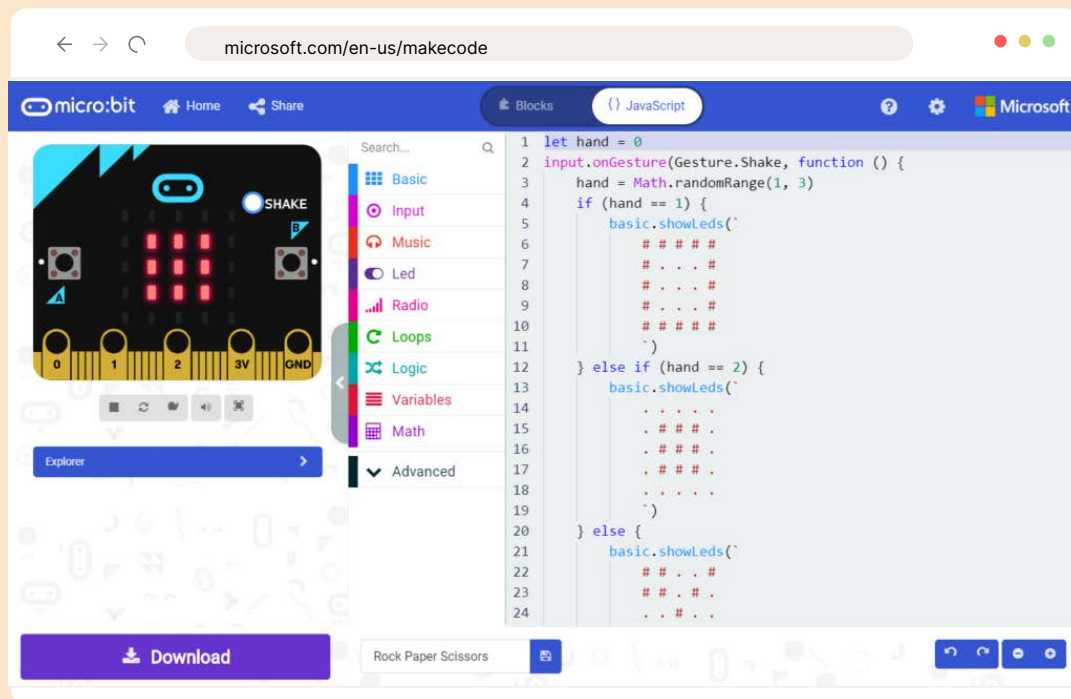 microsoft.com/en-us/makecode
micro:bit Home Share Blocks {} JavaScript ? Microsoft
SHAKE
B
A
0 1 2 3V GND
Explorer
Download
Search...
Basic
Input
Music
Led
Radio
Loops
Logic
Variables
Math
Advanced
1 let hand = 0
2 input.onGesture(Gesture.Shake, function () {
3 hand = Math.randomRange(1, 3)
4 if (hand == 1) {
5 basic.showLeds(`
6 # # # # #
7 # . . . #
8 # . . . #
9 # . . . #
10 # # # # #
11 `)
12 } else if (hand == 2) {
13 basic.showLeds(`
14 . . . . .
15 . # # # .
16 . # # # .
17 . # # # .
18 . . . . .
19 `)
20 } else {
21 basic.showLeds(`
22 # # . . #
23 # # . # .
24 . . # . .
Rock Paper Scissors